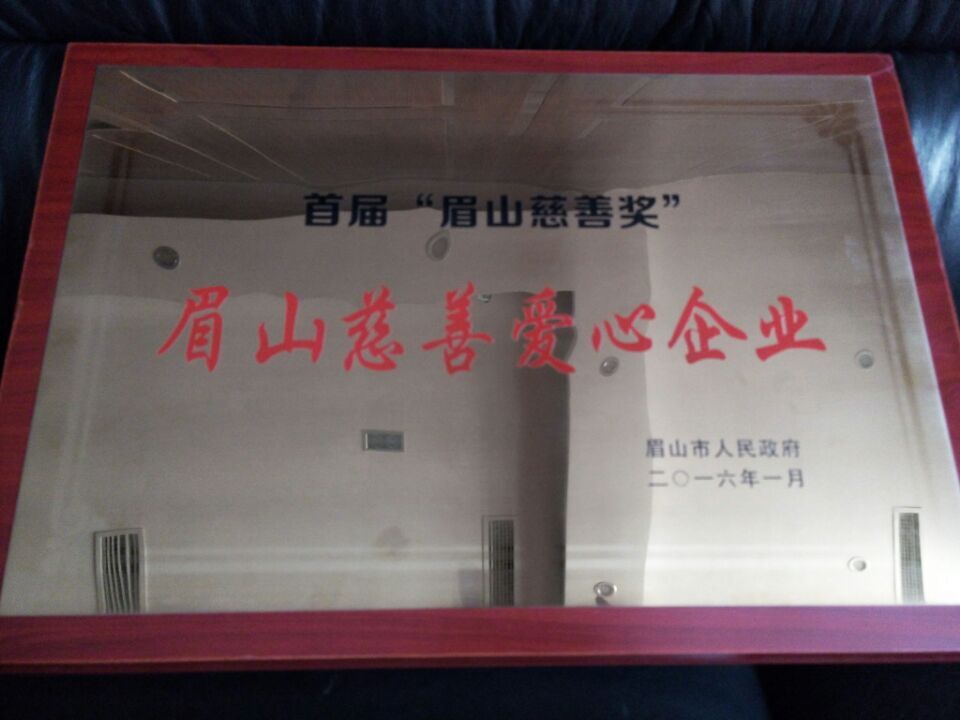 首届“眉山慈善奖”
眉山慈善爱心企业
眉山市人民政府
二〇一六年一月